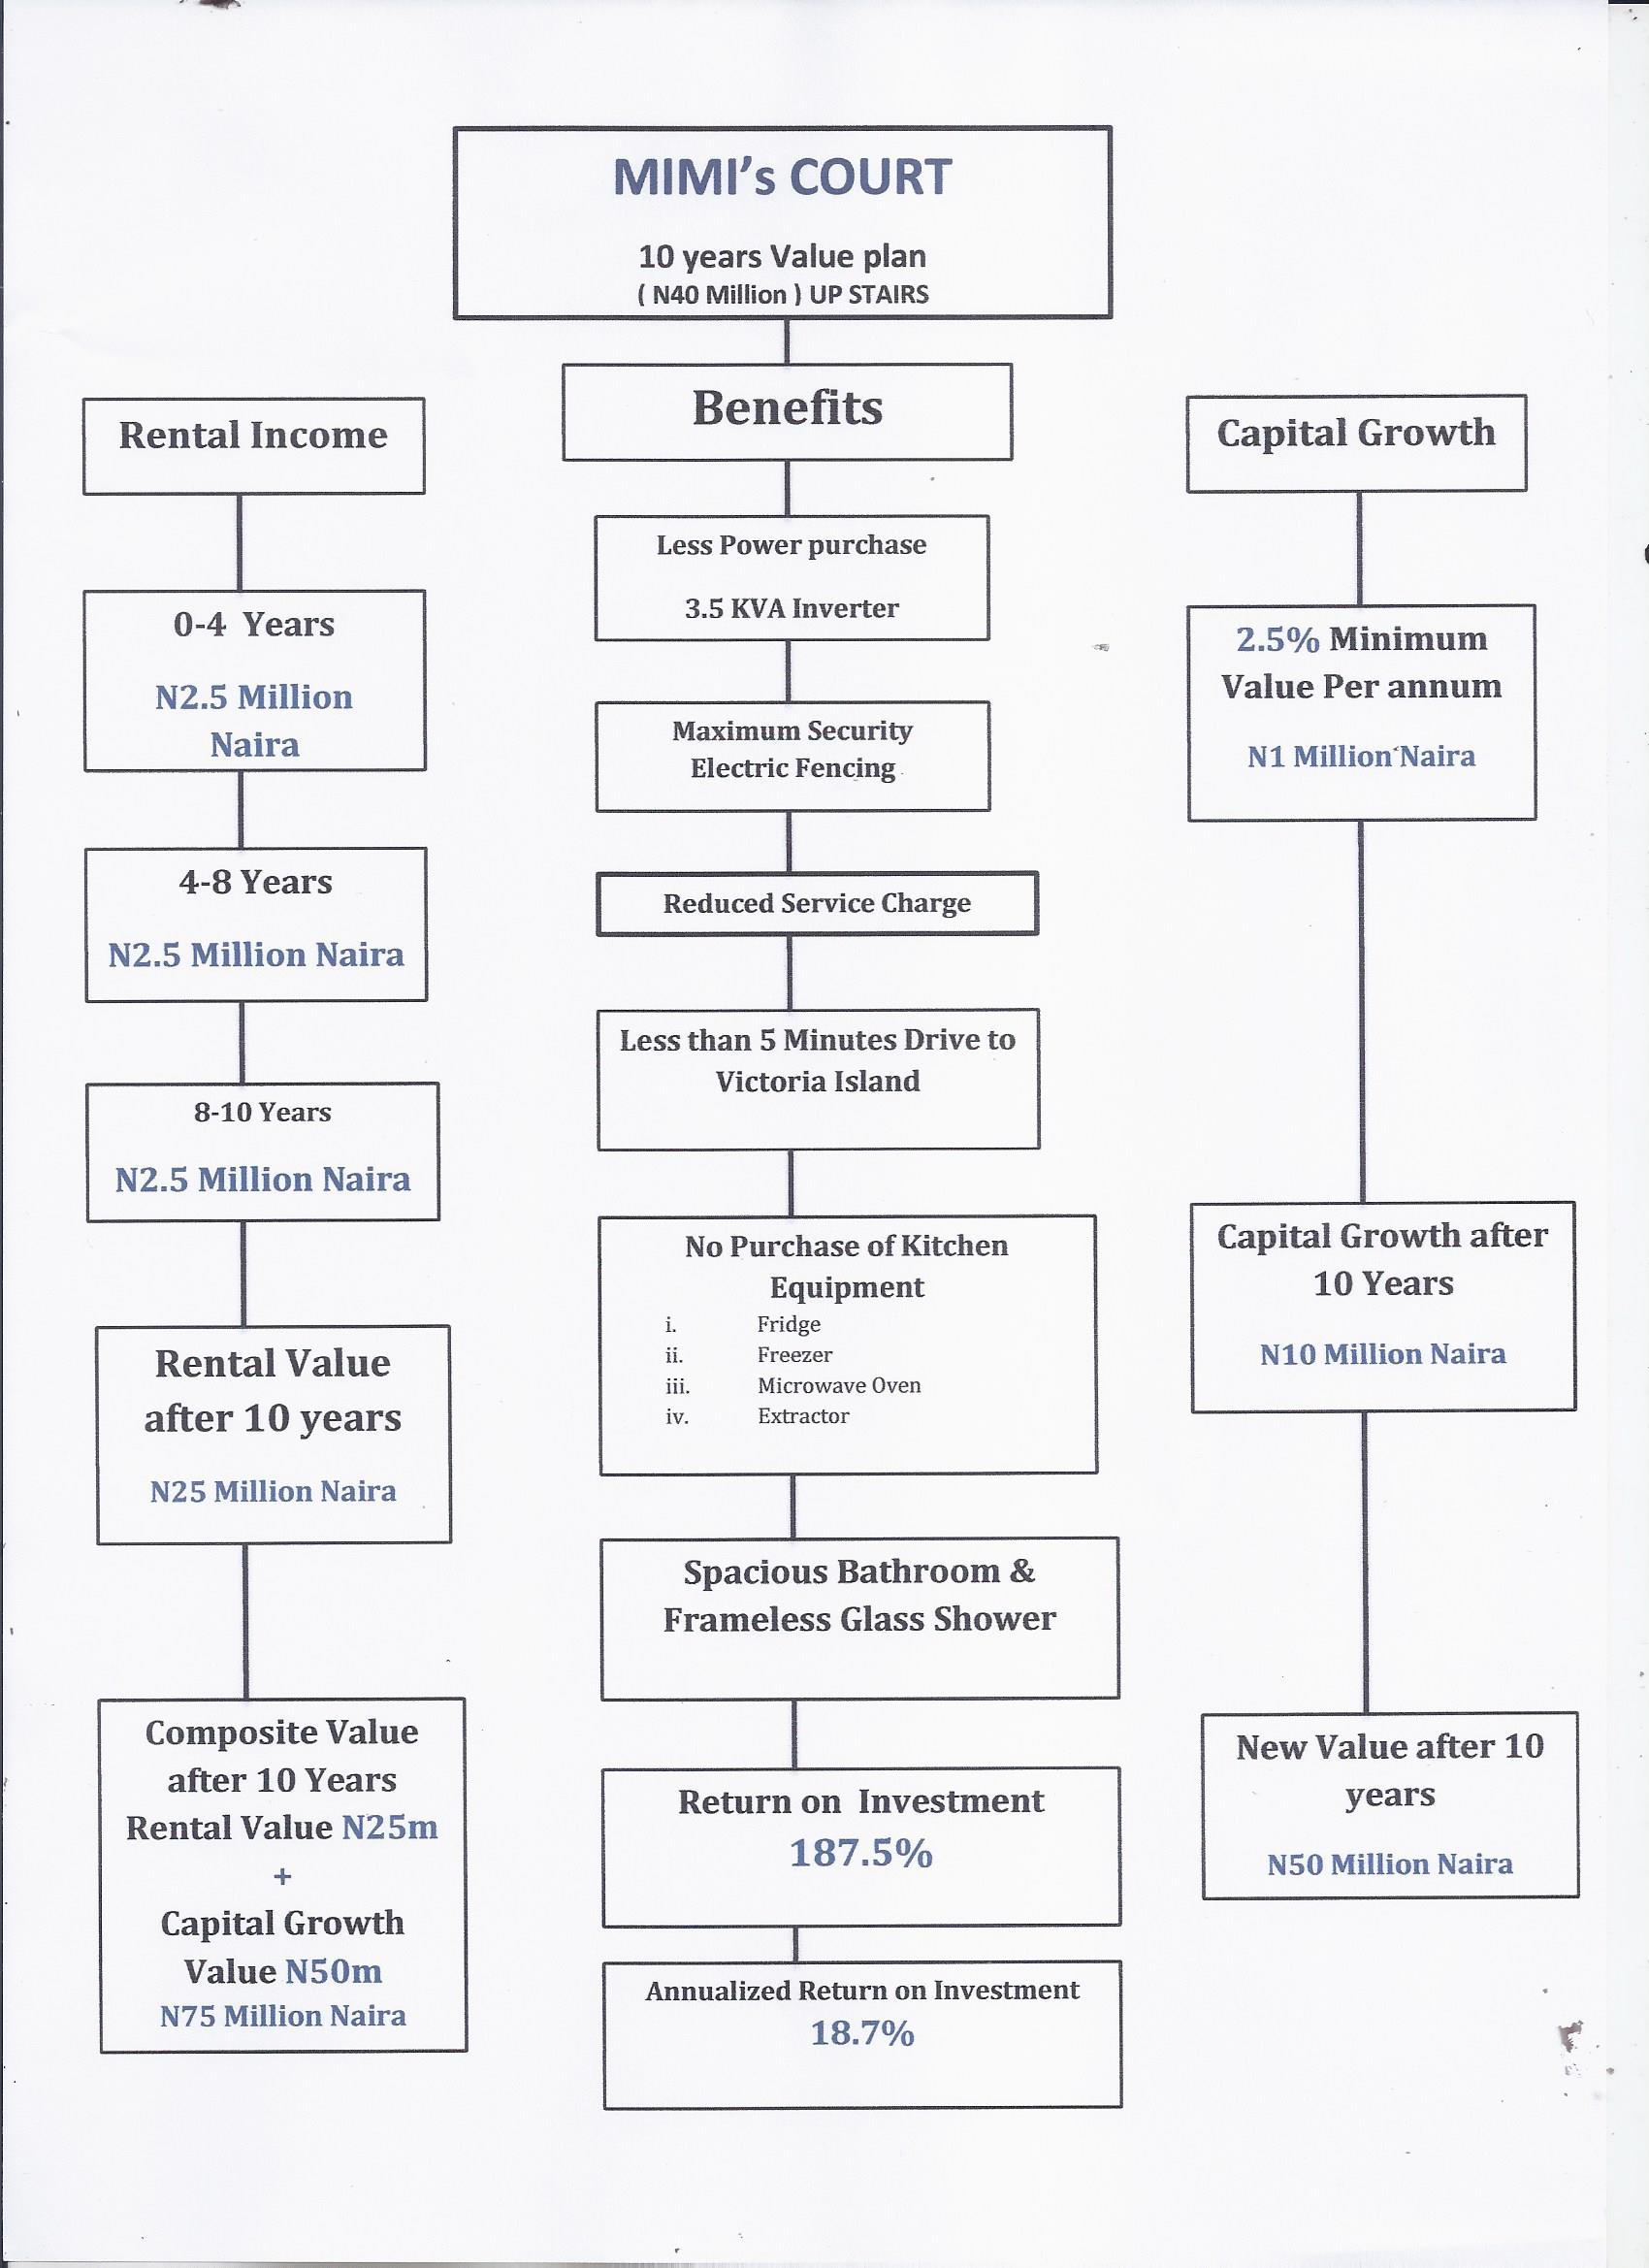 MIMI's COURT
10 years Value plan
( N40 Million ) UP STAIRS
Benefits
Rental Income
Capital Growth
0-4 Years
N2.5 Million
Naira
4-8 Years
N2.5 Million Naira
8-10 Years
N2.5 Million Naira
Rental Value
after 10 years
N25 Million Naira
Composite Value
after 10 Years
Rental Value N25m
+
Capital Growth
Value N50m
N75 Million Naira
Less Power purchase
3.5 KVA Inverter
Maximum Security
Electric Fencing
Reduced Service Charge
Less than 5 Minutes Drive to
Victoria Island
No Purchase of Kitchen
Equipment
i. Fridge
ii. Freezer
iii. Microwave Oven
iv. Extractor
Spacious Bathroom &
Frameless Glass Shower
Return on Investment
187.5%
Annualized Return on Investment
18.7%
2.5% Minimum
Value Per annum
N1 Million Naira
Capital Growth after
10 Years
N10 Million Naira
New Value after 10
years
N50 Million Naira